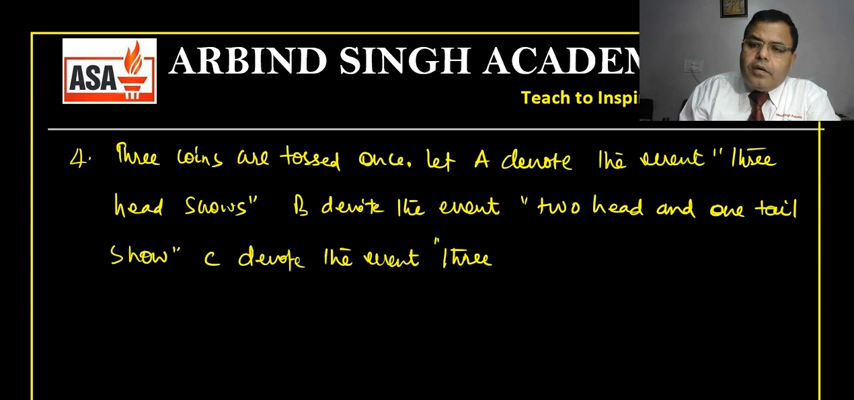 ASA
ARBIND SINGH ACADEM
Teach to Inspi
4. Three coins are tossed once. Let A denote the event "Three
head shows" B denote the event "two head and one tail
show" C denote the event "Three